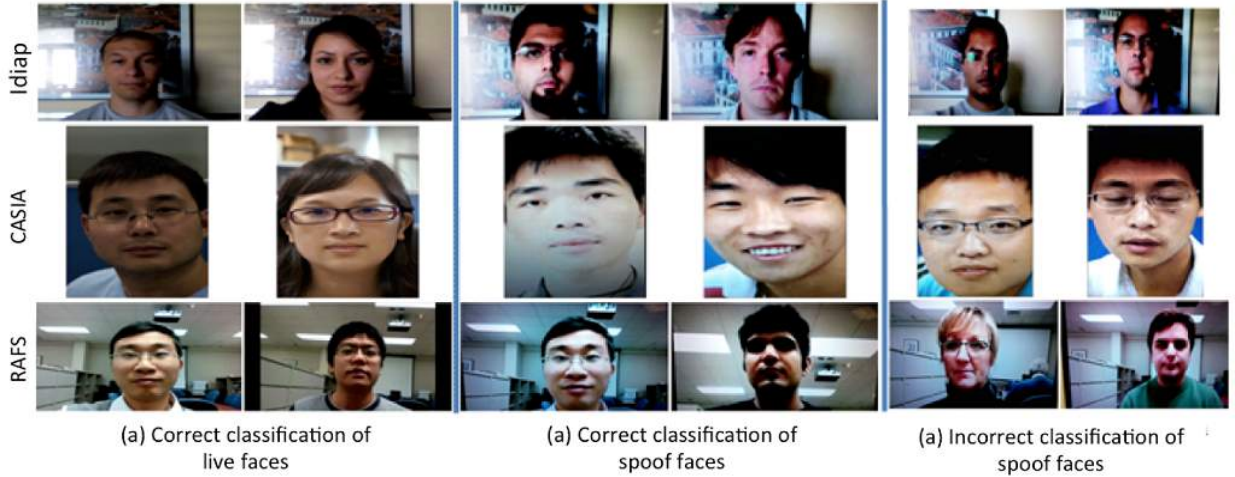 Idiap
CASIA
RAFS
(a) Correct classification of
live faces
(a) Correct classification of
spoof faces
(a) Incorrect classification of
spoof faces